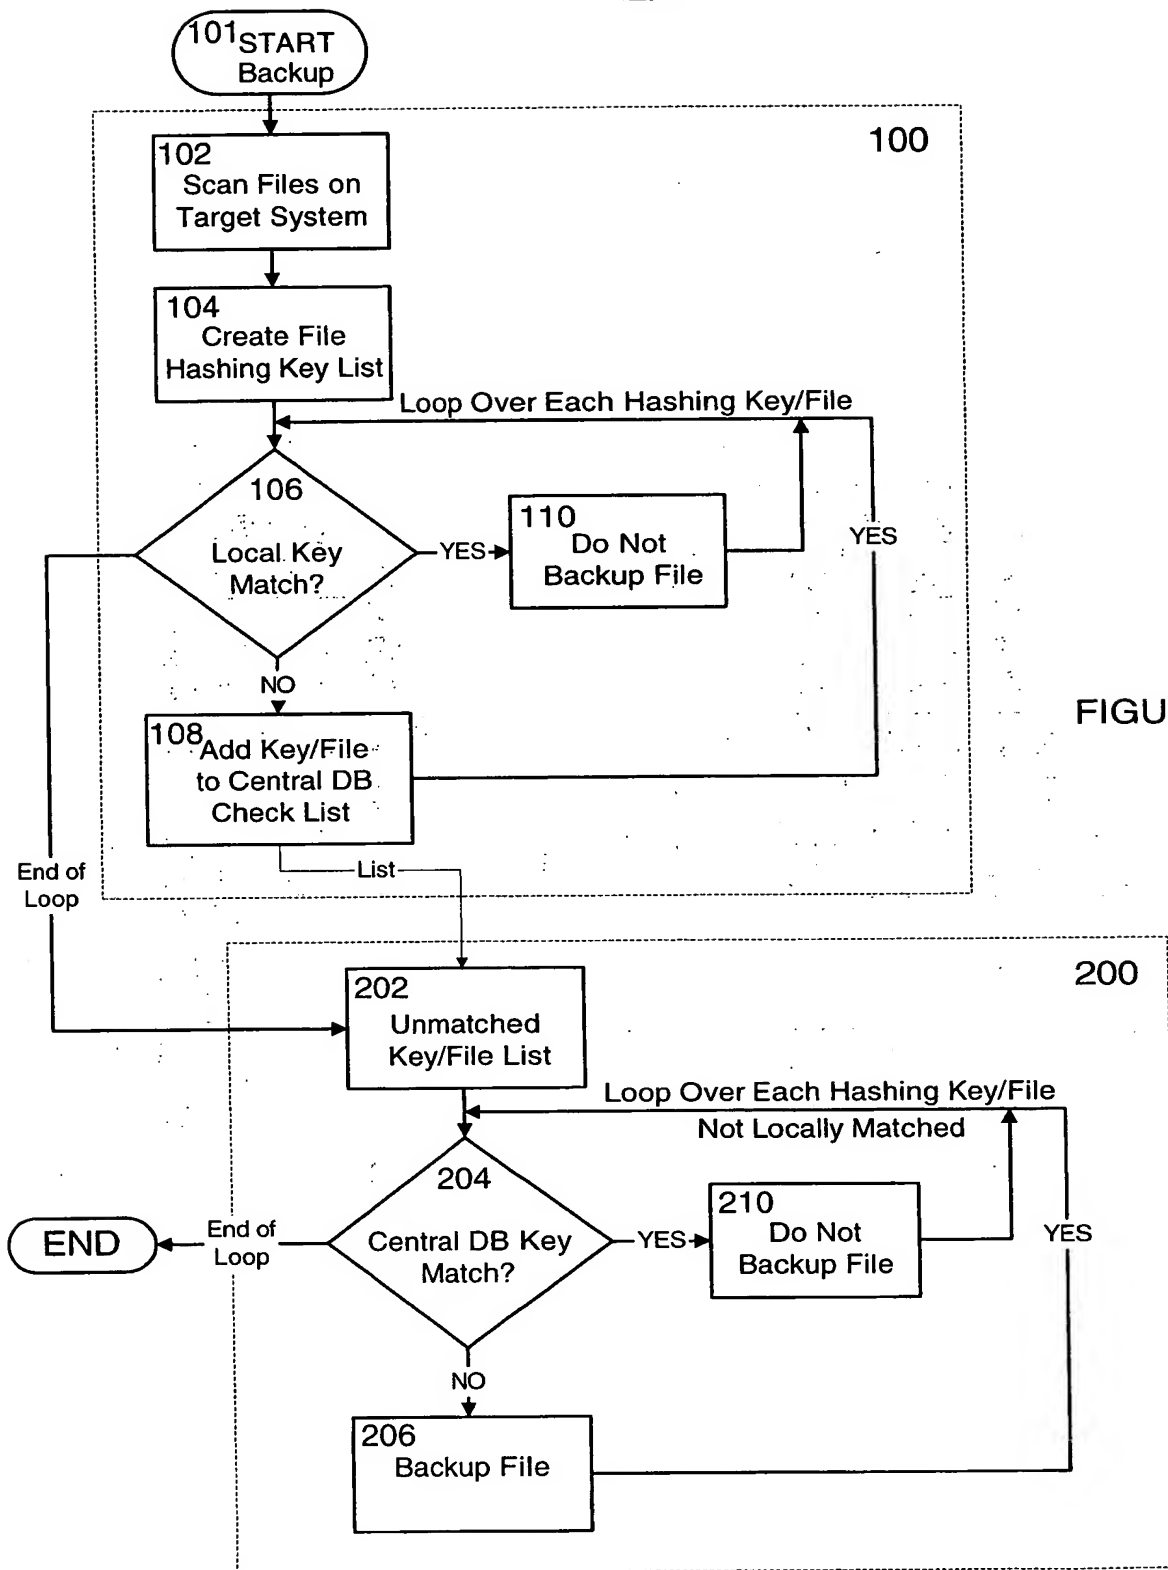 101 START
Backup
100
102
Scan Files on
Target System
104
Create File
Hashing Key List
Loop Over Each Hashing Key/File
106
Local Key
Match?
YES
110
Do Not
Backup File
YES
NO
108 Add Key/File
to Central DB
Check List
FIGU
End of
Loop
List
200
202
Unmatched
Key/File List
Loop Over Each Hashing Key/File
Not Locally Matched
204
Central DB Key
Match?
YES
210
Do Not
Backup File
YES
END
End of
Loop
NO
206
Backup File